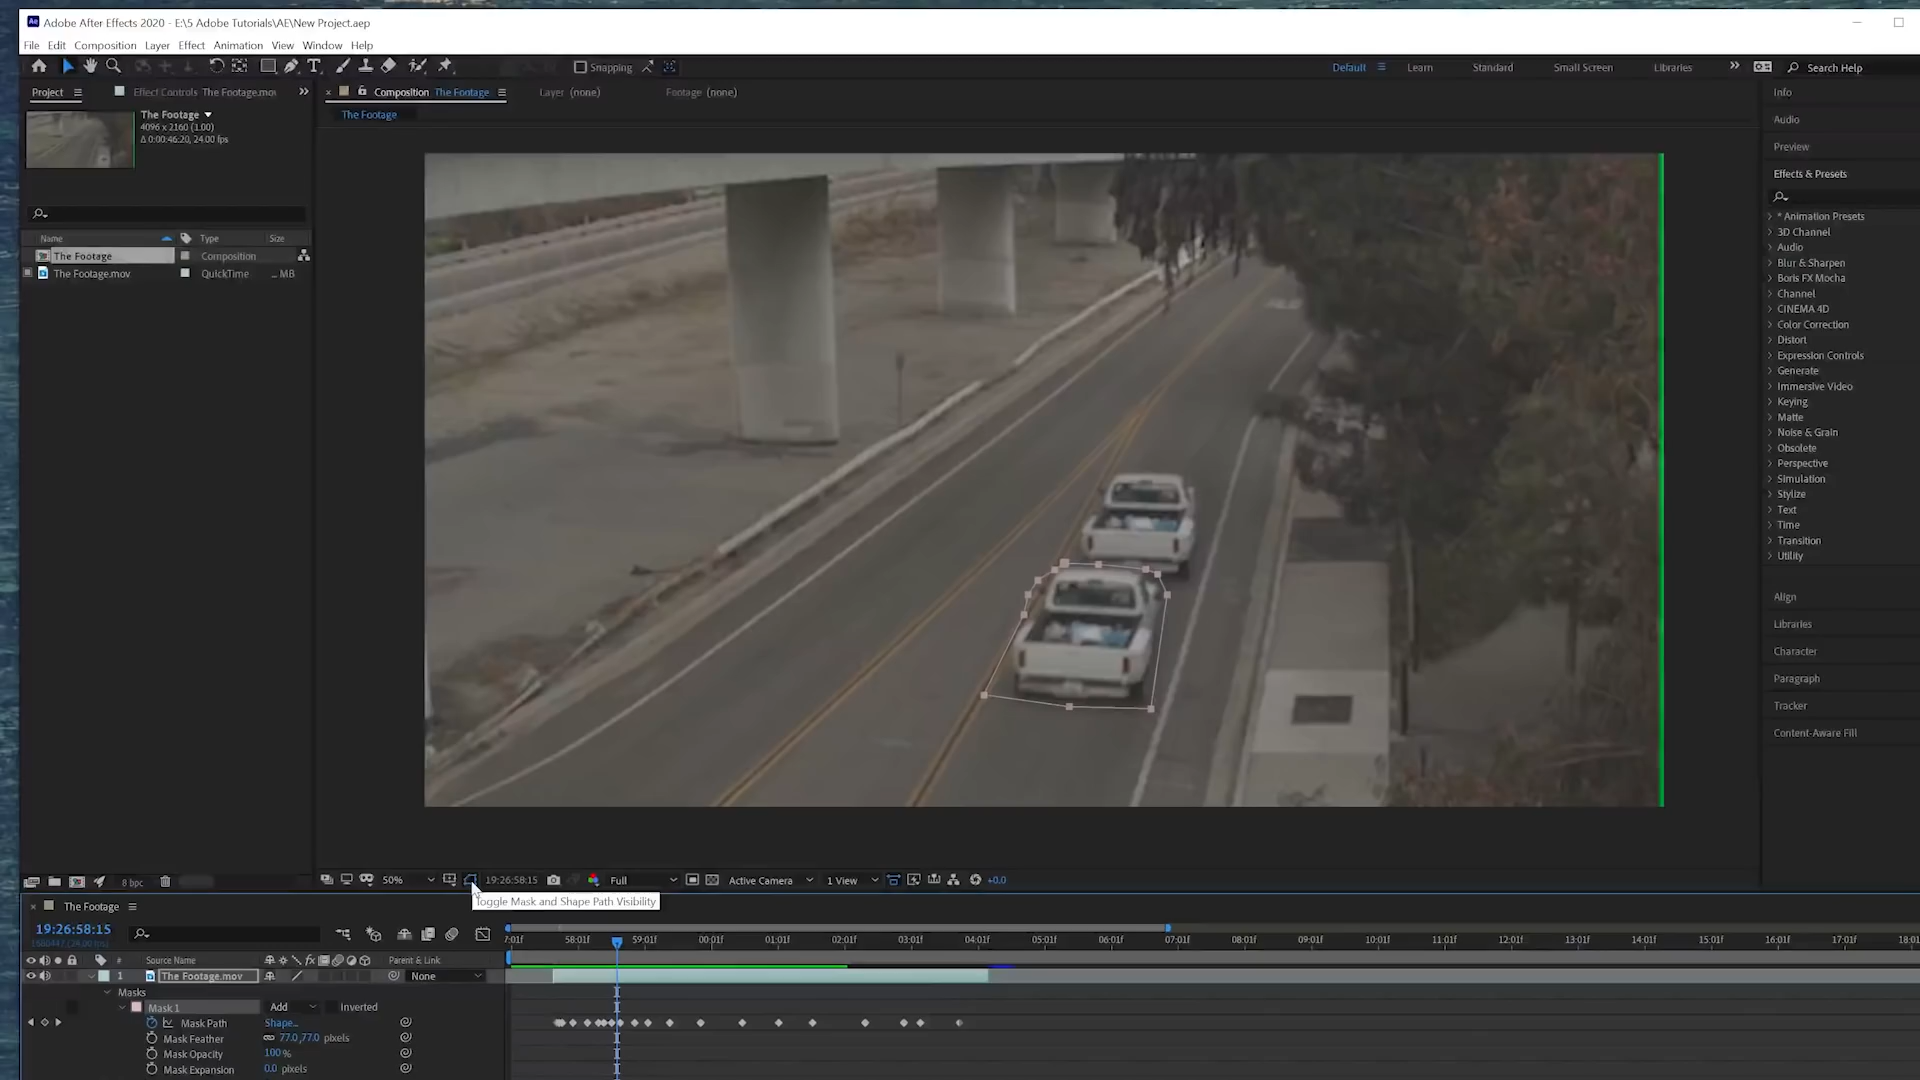 Adobe After Effects 2020 - E:\5 Adobe Tutorials\AE\New Project.aep
File Edit Composition Layer Effect Animation View Window Help
Snapping
Default Learn Standard Small Screen Libraries Search Help
Project Effect Controls The Footage.mov
Composition The Footage Layer (none) Footage (none)
The Footage
The Footage
4096 x 2160 (1.00)
Δ 0:00:46:20, 24.00 fps
Name Type Size
The Footage Composition
The Footage.mov QuickTime ... MB
Info
Audio
Preview
Effects & Presets
* Animation Presets
3D Channel
Audio
Blur & Sharpen
Boris FX Mocha
Channel
CINEMA 4D
Color Correction
Distort
Expression Controls
Generate
Immersive Video
Keying
Matte
Noise & Grain
Obsolete
Perspective
Simulation
Stylize
Text
Time
Transition
Utility
Align
Libraries
Character
Paragraph
Tracker
Content-Aware Fill
8 bpc
50% 19:26:58:15 Full Active Camera 1 View +0.0
Toggle Mask and Shape Path Visibility
The Footage
19:26:58:15
7:01f 58:01f 59:01f 00:01f 01:01f 02:01f 03:01f 04:01f 05:01f 06:01f 07:01f 08:01f 09:01f 10:01f 11:01f 12:01f 13:01f 14:01f 15:01f 16:01f 17:01f 18:01
# Source Name Parent & Link
1 The Footage.mov None
Masks
Mask 1 Add Inverted
Mask Path Shape...
Mask Feather 77.0,77.0 pixels
Mask Opacity 100 %
Mask Expansion 0.0 pixels